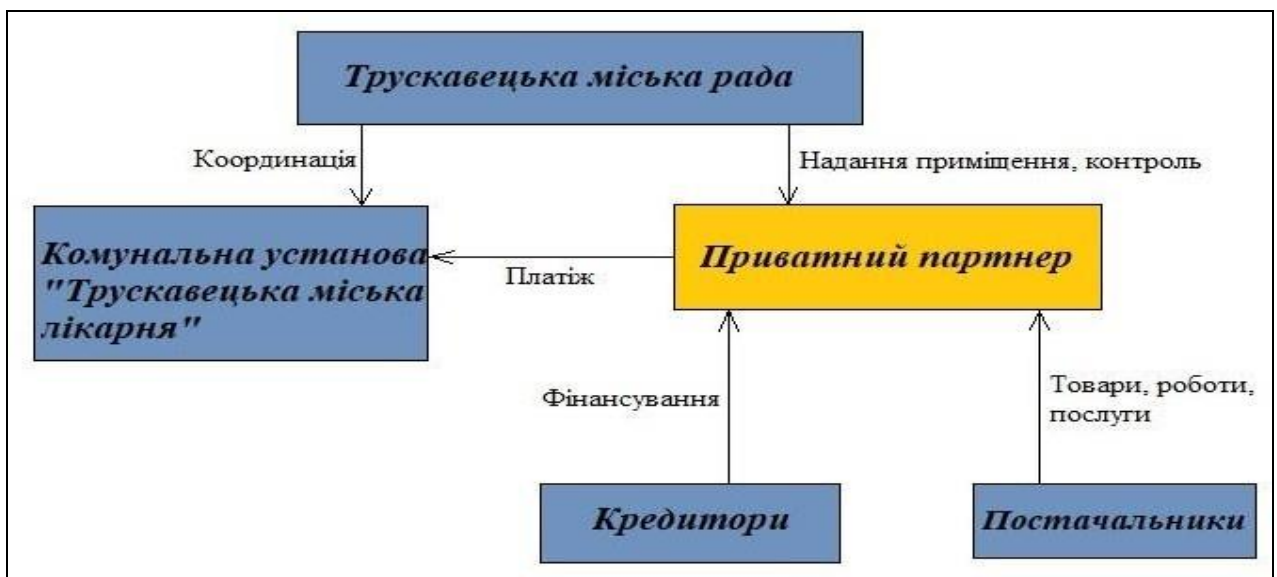 Трускавецька міська рада
Координація
Надання приміщення, контроль
Комунальна установа
"Трускавецька міська
лікарня"
Платіж
Приватний партнер
Фінансування
Товари, роботи,
послуги
Кредитори
Постачальники